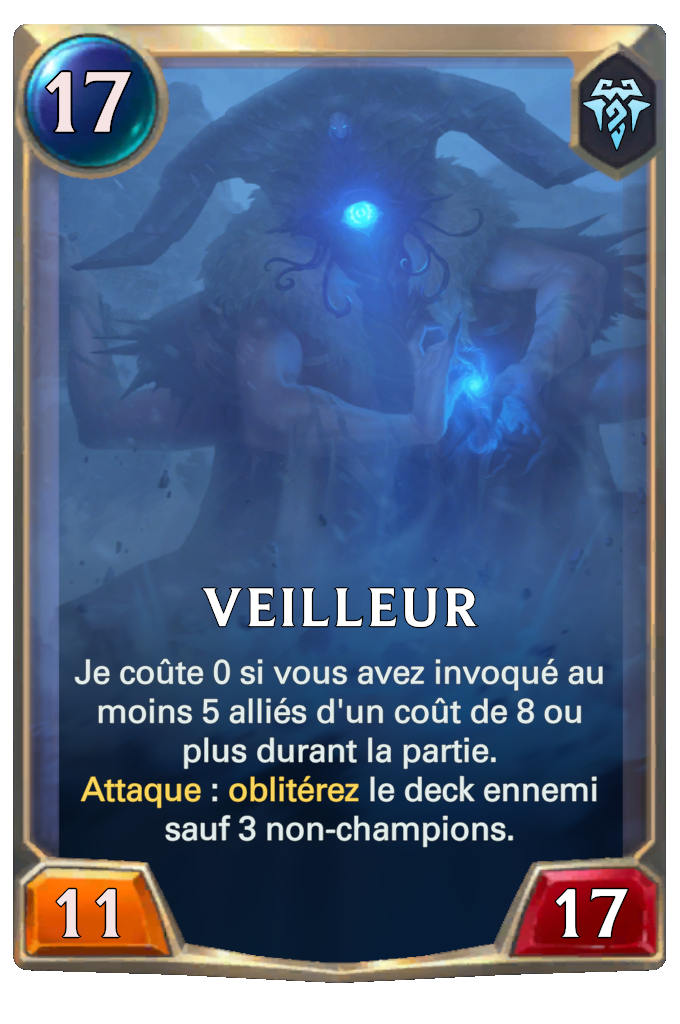 17
VEILLEUR
Je coûte 0 si vous avez invoqué au
moins 5 alliés d'un coût de 8 ou
plus durant la partie.
Attaque : oblitérez le deck ennemi
sauf 3 non-champions.
11
17